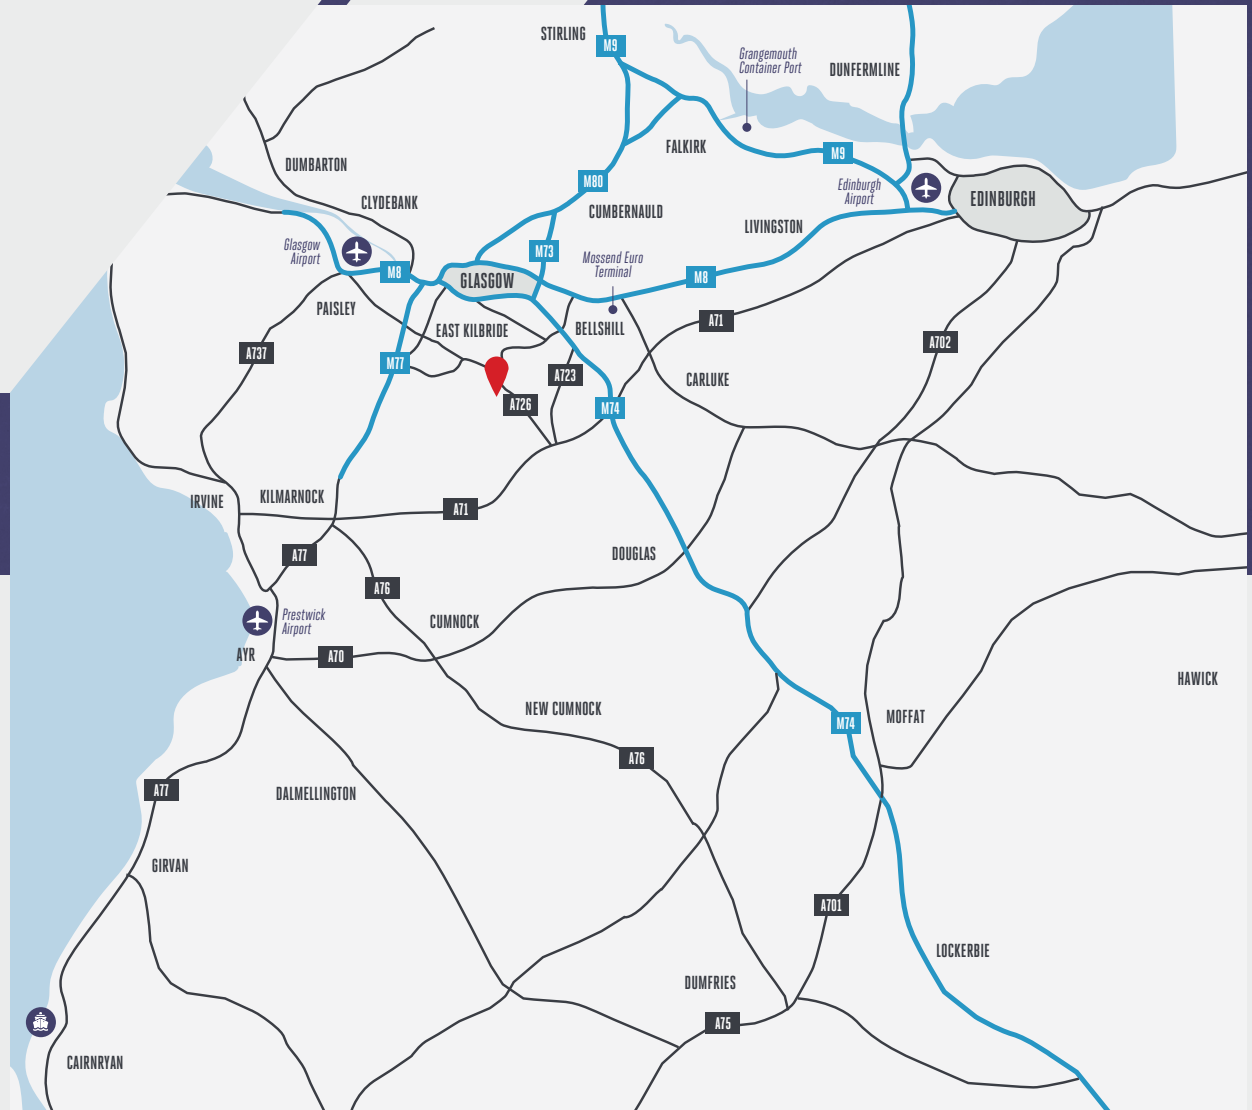 STIRLING
M9
Grangemouth
Container Port
DUNFERMLINE
FALKIRK
M9
DUMBARTON
M80
Edinburgh
Airport
EDINBURGH
CLYDEBANK
CUMBERNAULD
LIVINGSTON
Glasgow
Airport
M73
Mossend Euro
Terminal
M8
GLASGOW
M8
PAISLEY
EAST KILBRIDE
BELLSHILL
A71
A702
A737
M77
A723
CARLUKE
A726
M74
IRVINE
KILMARNOCK
A71
A77
DOUGLAS
A76
Prestwick
Airport
CUMNOCK
AYR
A70
HAWICK
NEW CUMNOCK
MOFFAT
M74
A76
A77
DALMELLINGTON
GIRVAN
A701
LOCKERBIE
DUMFRIES
A75
CAIRNRYAN